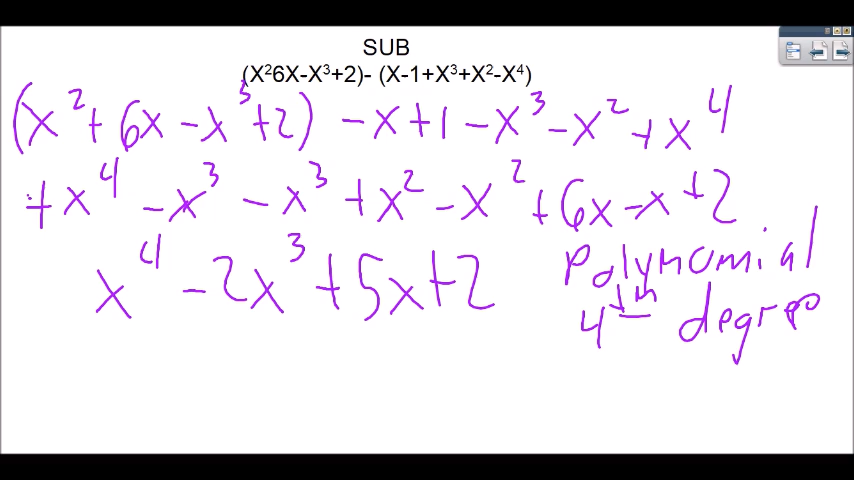 SUB
(X²6X-X³+2)- (X-1+X³+X²-X⁴)
(x² + 6x - x³ + 2) - x + 1 - x³ - x² + x⁴
+ x⁴ - x³ - x³ + x² - x² + 6x - x + 2
x⁴ - 2x³ + 5x + 2
Polynomial
4th degree